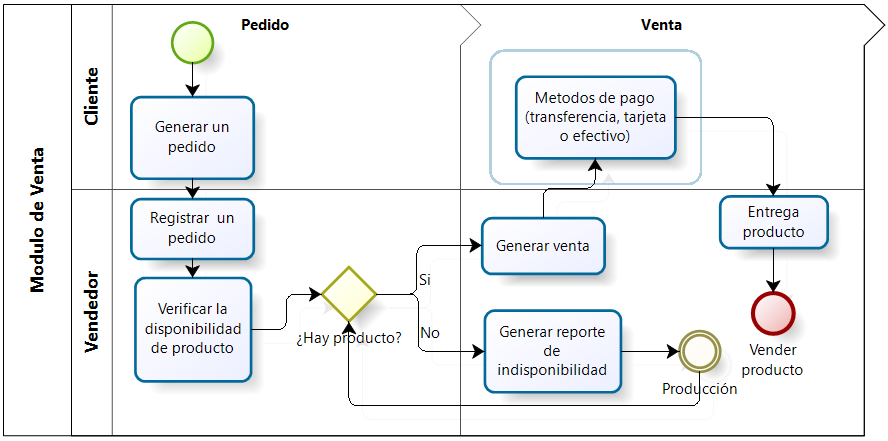 Pedido
Venta
Modulo de Venta
Cliente
Vendedor
Generar un
pedido
Registrar un
pedido
Verificar la
disponibilidad
de producto
¿Hay producto?
Si
No
Generar venta
Metodos de pago
(transferencia, tarjeta
o efectivo)
Entrega
producto
Vender
producto
Generar reporte
de
indisponibilidad
Producción